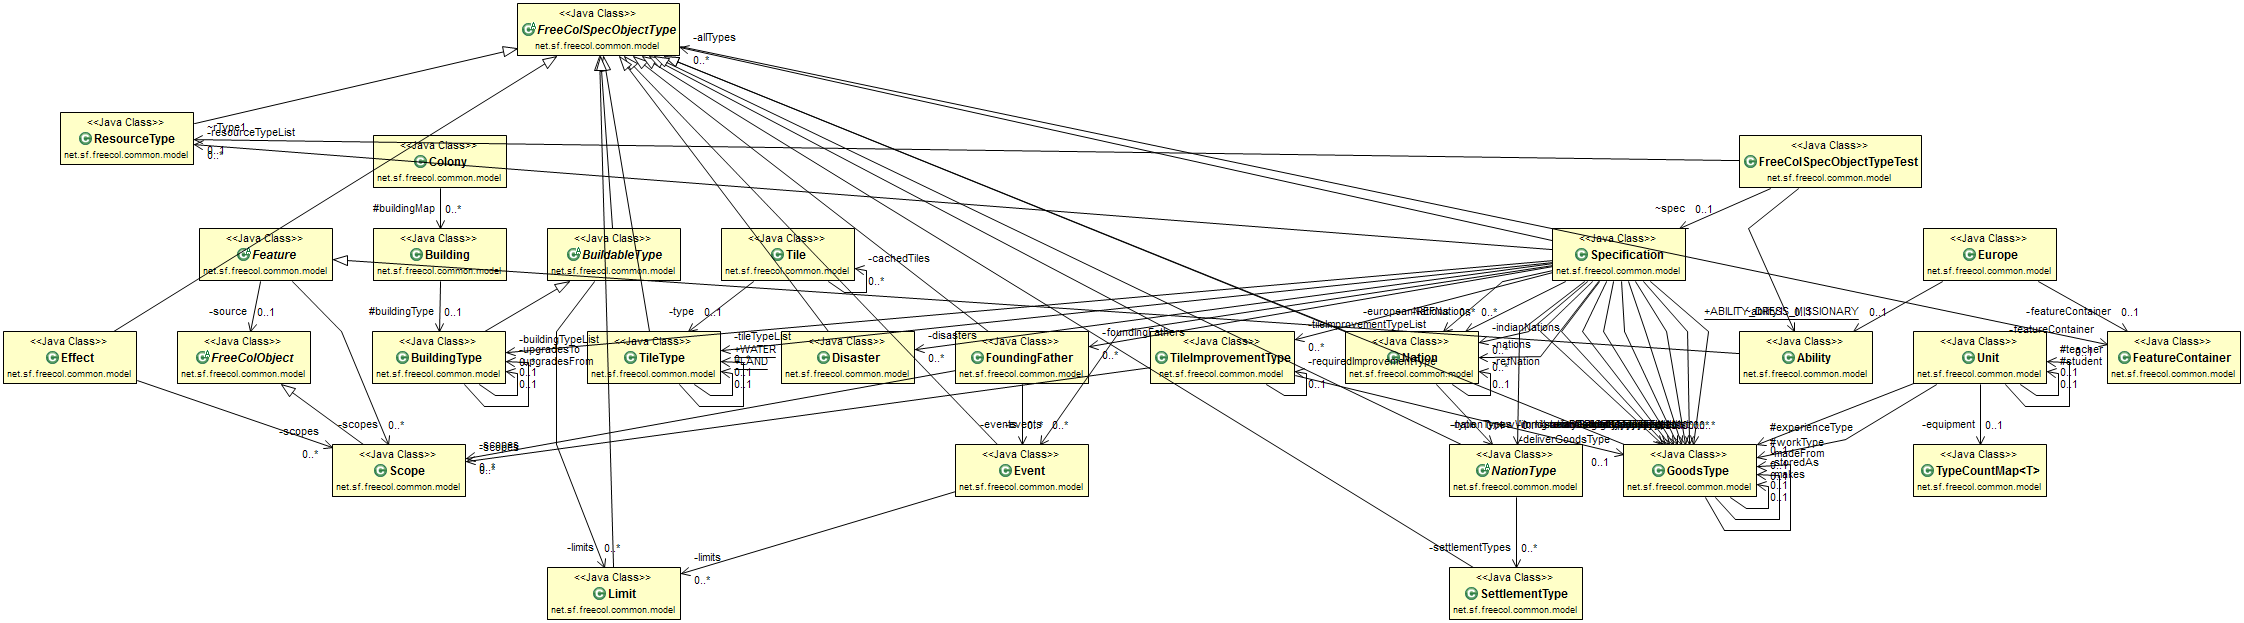 <<Java Class>>
FreeColSpecObjectType
net.sf.freecol.common.model
-allTypes
0..*
<<Java Class>>
ResourceType
net.sf.freecol.common.model
~rType1
-resourceTypeList
0..1
0..*
<<Java Class>>
Colony
net.sf.freecol.common.model
<<Java Class>>
FreeColSpecObjectTypeTest
net.sf.freecol.common.model
#buildingMap
0..*
~spec
0..1
<<Java Class>>
Feature
net.sf.freecol.common.model
<<Java Class>>
Building
net.sf.freecol.common.model
<<Java Class>>
BuildableType
net.sf.freecol.common.model
<<Java Class>>
Tile
net.sf.freecol.common.model
-cachedTiles
0..*
<<Java Class>>
Specification
net.sf.freecol.common.model
<<Java Class>>
Europe
net.sf.freecol.common.model
-source
0..1
#buildingType
0..1
-type
0..1
0..*
+ABILITY_DRESS_MISSIONARY
0..1
-featureContainer
0..1
<<Java Class>>
Effect
net.sf.freecol.common.model
<<Java Class>>
FreeColObject
net.sf.freecol.common.model
<<Java Class>>
BuildingType
net.sf.freecol.common.model
-buildingTypeList
-upgradesTo
-upgradesFrom
0..1
0..1
<<Java Class>>
TileType
net.sf.freecol.common.model
-tileTypeList
+WATER
+LAND
0..1
0..1
<<Java Class>>
Disaster
net.sf.freecol.common.model
-disasters
0..*
<<Java Class>>
FoundingFather
net.sf.freecol.common.model
-foundingFathers
0..*
<<Java Class>>
TileImprovementType
net.sf.freecol.common.model
-tileImprovementTypeList
0..*
-requiredImprovementType
0..1
<<Java Class>>
Nation
net.sf.freecol.common.model
-indianNations
-nations
-refNation
0..*
0..1
<<Java Class>>
Ability
net.sf.freecol.common.model
<<Java Class>>
Unit
net.sf.freecol.common.model
-featureContainer
#teacher
#student
0..1
0..1
<<Java Class>>
FeatureContainer
net.sf.freecol.common.model
-scopes
0..*
-scopes
0..*
<<Java Class>>
Scope
net.sf.freecol.common.model
-scopes
-scopes
0..*
-events
0..*
0..*
<<Java Class>>
Event
net.sf.freecol.common.model
-deliverGoodsType
0..1
<<Java Class>>
NationType
net.sf.freecol.common.model
<<Java Class>>
GoodsType
net.sf.freecol.common.model
#experienceType
#workType
-madeFrom
-storedAs
-makes
0..1
0..1
0..1
-equipment
0..1
<<Java Class>>
TypeCountMap<T>
net.sf.freecol.common.model
-limits
0..*
-limits
0..*
-settlementTypes
0..*
<<Java Class>>
Limit
net.sf.freecol.common.model
<<Java Class>>
SettlementType
net.sf.freecol.common.model